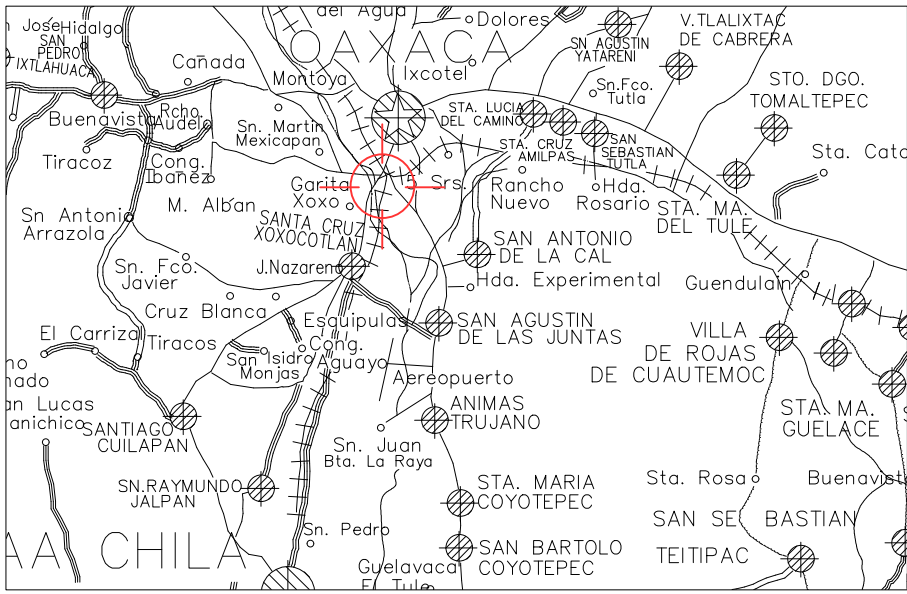 del Agua
Dolores
V.TLALIXTAC
DE CABRERA
n José
Hidalgo
SAN
PEDRO
IXTLAHUACA
OAXACA
SN AGUSTIN
YATARENI
Cañada
Montoya
Ixcotel
Sn.Fco.
Tutla
STO. DGO.
TOMALTEPEC
Buenavista
Rcho.
Audelo
STA. LUCIA
DEL CAMINO
Sn. Martin
Mexicapan
STA. CRUZ
AMILPAS
SAN
SEBASTIAN
TUTLA
Tiracoz
Cong.
Ibañez
Sta. Cata
Garita
Xoxo
5 Srs.
Rancho
Nuevo
Hda.
Rosario
M. Albán
Sn Antonio
Arrazola
SANTA CRUZ
XOXOCOTLAN
STA. MA.
DEL TULE
SAN ANTONIO
DE LA CAL
Sn. Fco.
Javier
J.Nazareno
Hda. Experimental
Guendulain
Cruz Blanca
El Carrizal
Tiracos
Esquipulas
SAN AGUSTIN
DE LAS JUNTAS
VILLA
DE ROJAS
DE CUAUTEMOC
San Isidro
Monjas
Cong.
Aguayo
no
nado
Aereopuerto
an Lucas
anichico
SANTIAGO
CUILAPAN
ANIMAS
TRUJANO
STA. MA.
GUELACE
Sn. Juan
Bta. La Raya
SN.RAYMUNDO
JALPAN
STA. MARIA
COYOTEPEC
Sta. Rosa
Buenavista
Sn. Pedro
SAN SEBASTIAN
TEITIPAC
AA CHILA
SAN BARTOLO
COYOTEPEC
Guelavaca
El Tule